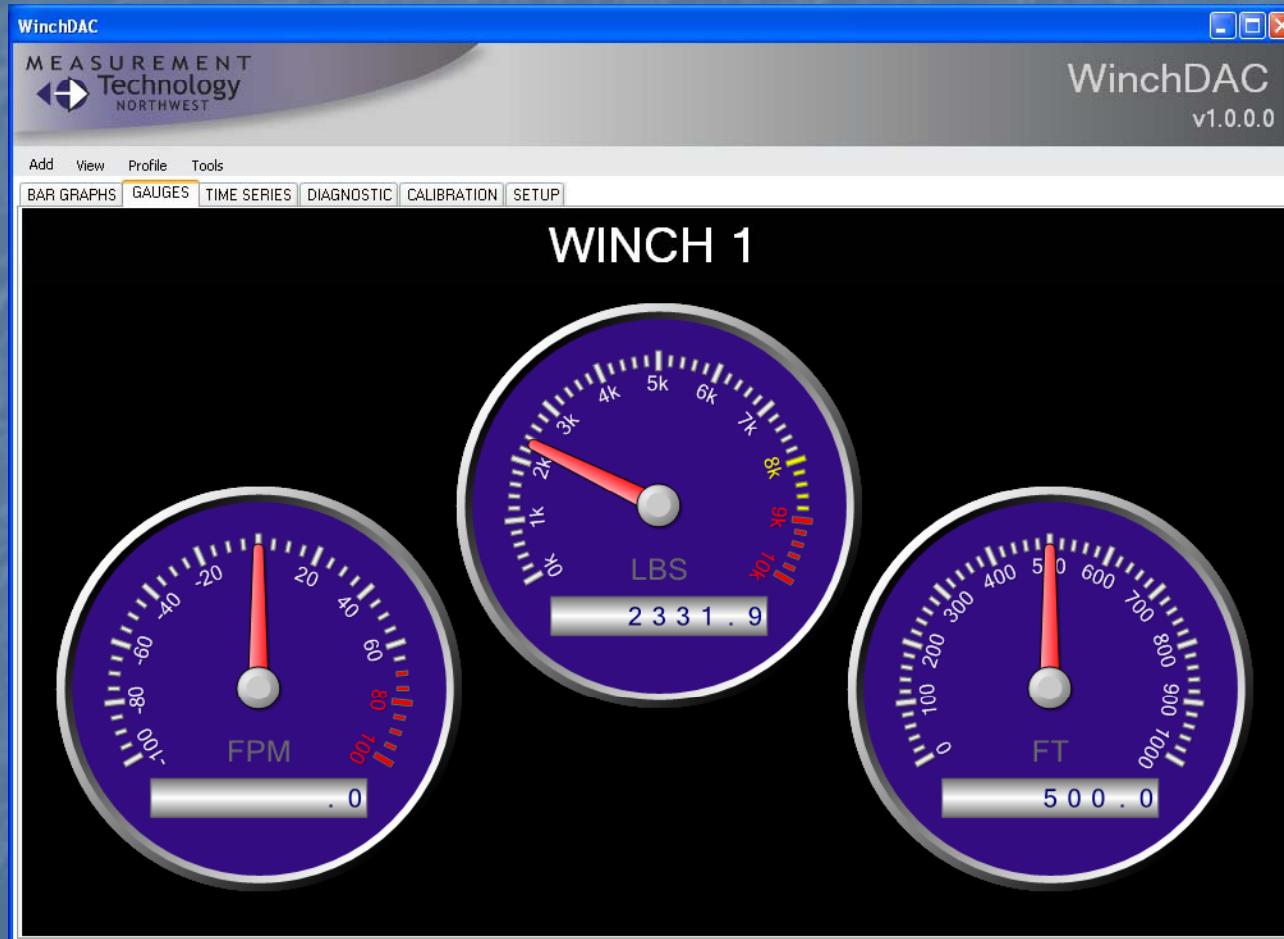 WinchDAC
MEASUREMENT
Technology
NORTHWEST
WinchDAC
v1.0.0.0
Add View Profile Tools
BAR GRAPHS GAUGES TIME SERIES DIAGNOSTIC CALIBRATION SETUP
WINCH 1
0k 1k 2k 3k 4k 5k 6k 7k 8k 9k 10k
LBS
2331.9
-100 -80 -60 -40 -20 20 40 60 80 100
FPM
.0
0 100 200 300 400 500 600 700 800 900 1000
FT
500.0